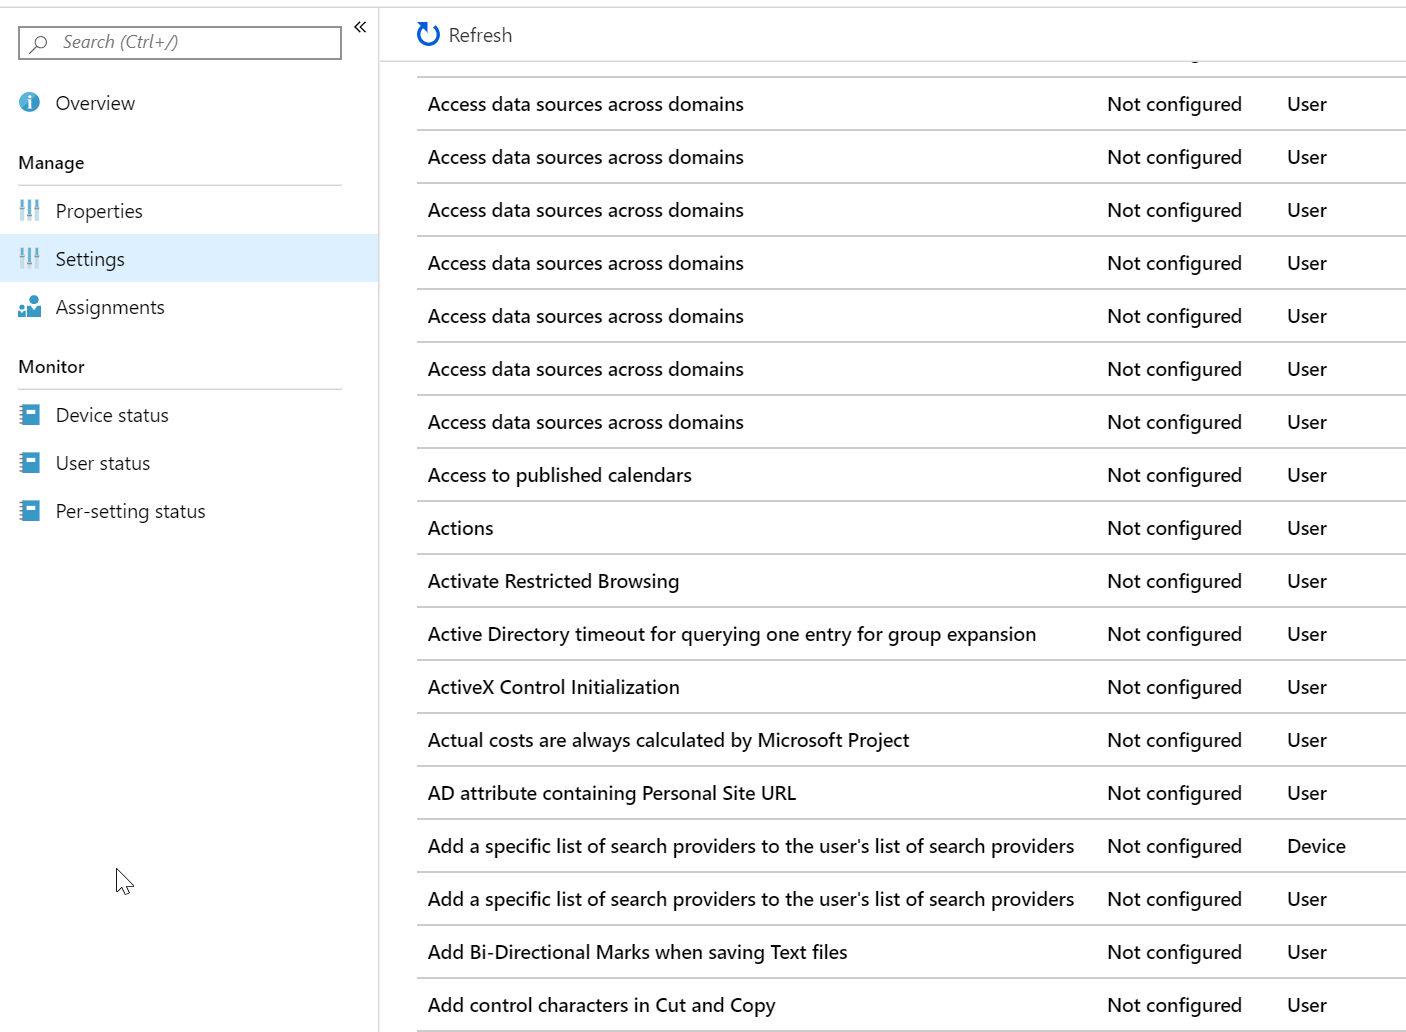 Search (Ctrl+/)
Overview
Manage
Properties
Settings
Assignments
Monitor
Device status
User status
Per-setting status
Refresh
Access data sources across domains Not configured User
Access data sources across domains Not configured User
Access data sources across domains Not configured User
Access data sources across domains Not configured User
Access data sources across domains Not configured User
Access data sources across domains Not configured User
Access data sources across domains Not configured User
Access to published calendars Not configured User
Actions Not configured User
Activate Restricted Browsing Not configured User
Active Directory timeout for querying one entry for group expansion Not configured User
ActiveX Control Initialization Not configured User
Actual costs are always calculated by Microsoft Project Not configured User
AD attribute containing Personal Site URL Not configured User
Add a specific list of search providers to the user's list of search providers Not configured Device
Add a specific list of search providers to the user's list of search providers Not configured User
Add Bi-Directional Marks when saving Text files Not configured User
Add control characters in Cut and Copy Not configured User